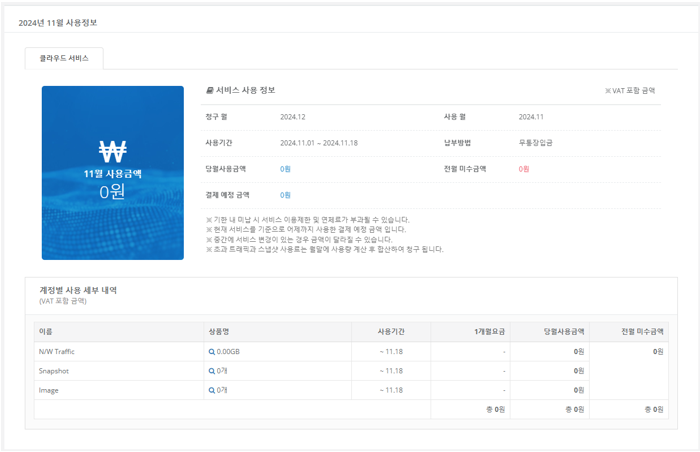 2024년 11월 사용정보
클라우드 서비스
₩
11월 사용금액
0원
서비스 사용 정보
※ VAT 포함 금액
청구 월 2024.12 사용 월 2024.11
사용기간 2024.11.01 ~ 2024.11.18 납부방법 무통장입금
당월사용금액 0원 전월 미수금액 0원
결제 예정 금액 0원
※ 기한 내 미납 시 서비스 이용제한 및 연체료가 부과될 수 있습니다.
※ 현재 서비스를 기준으로 어제까지 사용한 결제 예정 금액 입니다.
※ 중간에 서비스 변경이 있는 경우 금액이 달라질 수 있습니다.
※ 초과 트래픽과 스냅샷 사용료는 월말에 사용량 계산 후 합산하여 청구 됩니다.
계정별 사용 세부 내역
(VAT 포함 금액)
이름 상품명 사용기간 1개월요금 당월사용금액 전월 미수금액
N/W Traffic 0.00GB ~ 11.18 - 0원 0원
Snapshot 0개 ~ 11.18 - 0원
Image 0개 ~ 11.18 - 0원
총 0원 총 0원 총 0원